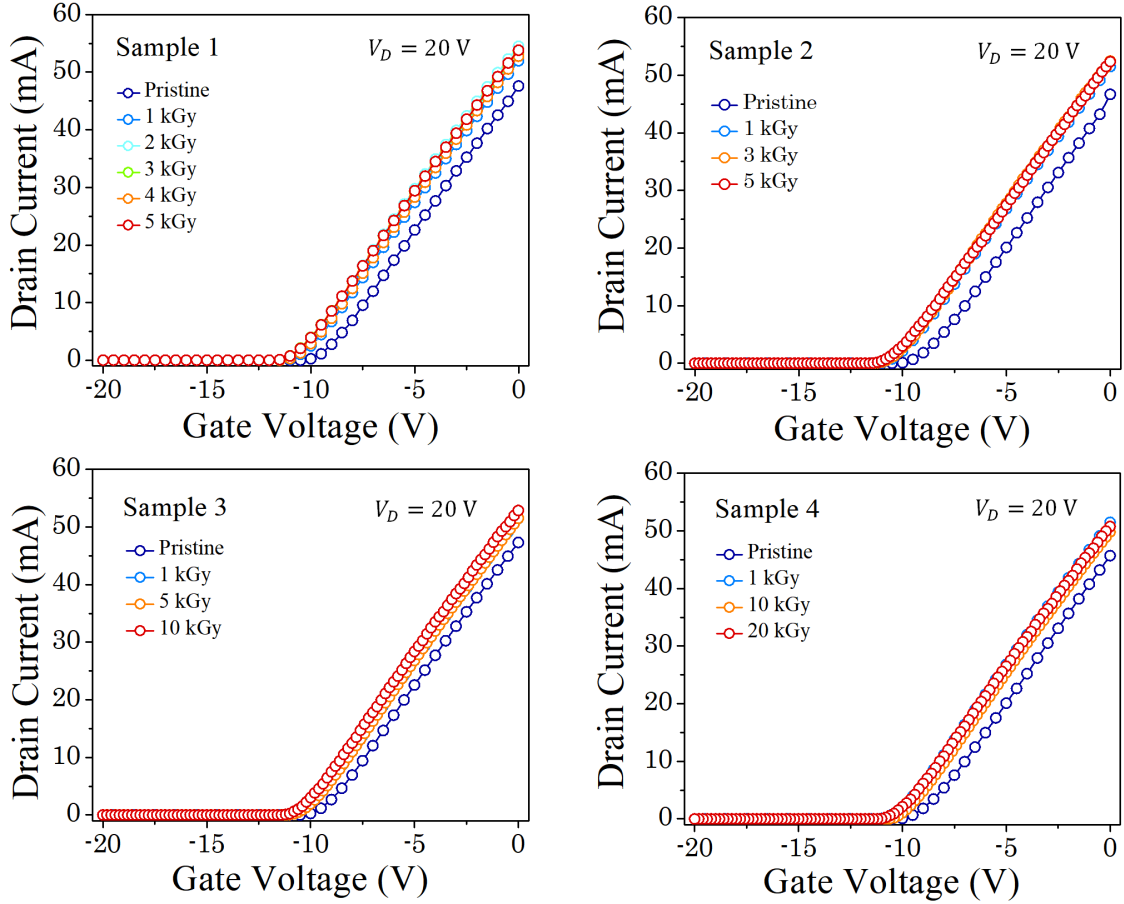 Sample 1
V_D = 20 V
Pristine
1 kGy
2 kGy
3 kGy
4 kGy
5 kGy
60
50
40
30
20
10
0
-20
-15
-10
-5
0
Drain Current (mA)
Gate Voltage (V)
Sample 2
V_D = 20 V
Pristine
1 kGy
3 kGy
5 kGy
60
50
40
30
20
10
0
-20
-15
-10
-5
0
Drain Current (mA)
Gate Voltage (V)
Sample 3
V_D = 20 V
Pristine
1 kGy
5 kGy
10 kGy
60
50
40
30
20
10
0
-20
-15
-10
-5
0
Drain Current (mA)
Gate Voltage (V)
Sample 4
V_D = 20 V
Pristine
1 kGy
10 kGy
20 kGy
60
50
40
30
20
10
0
-20
-15
-10
-5
0
Drain Current (mA)
Gate Voltage (V)